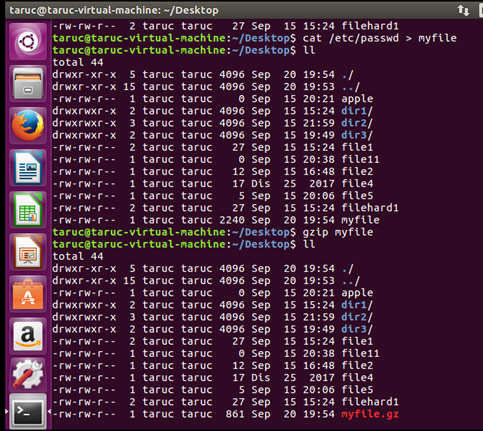 taruc@taruc-virtual-machine: ~/Desktop
-rw-rw-r--  2 taruc taruc   27 Sep  15 15:24 filehard1
taruc@taruc-virtual-machine:~/Desktop$ cat /etc/passwd > myfile
taruc@taruc-virtual-machine:~/Desktop$ ll
total 44
drwxr-xr-x  5 taruc taruc 4096 Sep  20 19:54 ./
drwxr-xr-x 15 taruc taruc 4096 Sep  20 19:53 ../
-rw-rw-r--  1 taruc taruc    0 Sep  15 20:21 apple
drwxrwxr-x  2 taruc taruc 4096 Sep  15 15:24 dir1/
drwxrwxr-x  3 taruc taruc 4096 Sep  15 21:59 dir2/
drwxrwxr-x  2 taruc taruc 4096 Sep  15 19:49 dir3/
-rw-rw-r--  2 taruc taruc   27 Sep  15 15:24 file1
-rw-rw-r--  1 taruc taruc    0 Sep  15 20:38 file11
-rw-rw-r--  1 taruc taruc   12 Sep  15 16:48 file2
-rw-rw-r--  1 taruc taruc   17 Dis  25  2017 file4
-rw-rw-r--  1 taruc taruc    5 Sep  15 20:06 file5
-rw-rw-r--  2 taruc taruc   27 Sep  15 15:24 filehard1
-rw-rw-r--  1 taruc taruc 2240 Sep  20 19:54 myfile
taruc@taruc-virtual-machine:~/Desktop$ gzip myfile
taruc@taruc-virtual-machine:~/Desktop$ ll
total 44
drwxr-xr-x  5 taruc taruc 4096 Sep  20 19:54 ./
drwxr-xr-x 15 taruc taruc 4096 Sep  20 19:53 ../
-rw-rw-r--  1 taruc taruc    0 Sep  15 20:21 apple
drwxrwxr-x  2 taruc taruc 4096 Sep  15 15:24 dir1/
drwxrwxr-x  3 taruc taruc 4096 Sep  15 21:59 dir2/
drwxrwxr-x  2 taruc taruc 4096 Sep  15 19:49 dir3/
-rw-rw-r--  2 taruc taruc   27 Sep  15 15:24 file1
-rw-rw-r--  1 taruc taruc    0 Sep  15 20:38 file11
-rw-rw-r--  1 taruc taruc   12 Sep  15 16:48 file2
-rw-rw-r--  1 taruc taruc   17 Dis  25  2017 file4
-rw-rw-r--  1 taruc taruc    5 Sep  15 20:06 file5
-rw-rw-r--  2 taruc taruc   27 Sep  15 15:24 filehard1
-rw-rw-r--  1 taruc taruc  861 Sep  20 19:54 myfile.gz